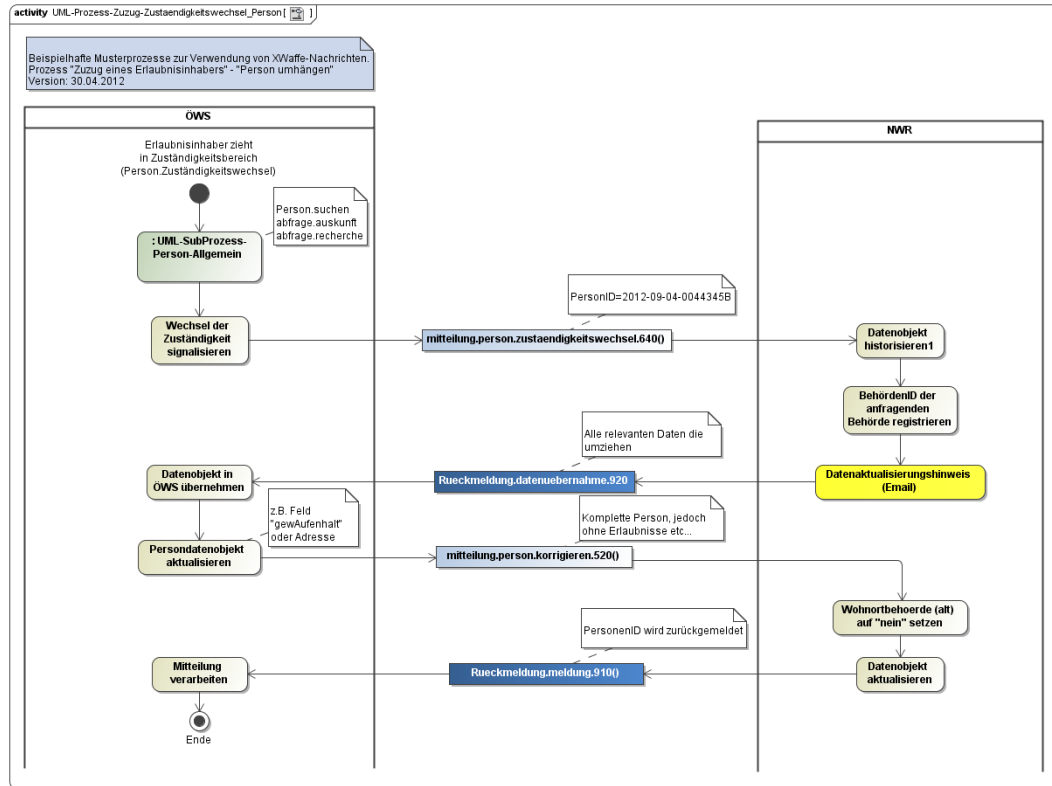 activity UML-Prozess-Zuzug-Zustaendigkeitswechsel_Person [ ]
Beispielhafte Musterprozesse zur Verwendung von XWaffe-Nachrichten.
Prozess "Zuzug eines Erlaubnisinhabers" - "Person umhängen"
Version: 30.04.2012
ÖWS
NWR
Erlaubnisinhaber zieht
in Zuständigkeitsbereich
(Person.Zuständigkeitswechsel)
Person.suchen
abfrage.auskunft
abfrage.recherche
: UML-SubProzess-
Person-Allgemein
PersonID=2012-09-04-0044345B
Wechsel der
Zuständigkeit
signalisieren
mitteilung.person.zustaendigkeitswechsel.640()
Datenobjekt
historisieren1
BehördenID der
anfragenden
Behörde registrieren
Alle relevanten Daten die
umziehen
Datenobjekt in
ÖWS übernehmen
Rueckmeldung.datenuebernahme.920
Datenaktualisierungshinweis
(Email)
z.B. Feld
"gewAufenhalt"
oder Adresse
Komplette Person, jedoch
ohne Erlaubnisse etc...
Persondatenobjekt
aktualisieren
mitteilung.person.korrigieren.520()
Wohnortbehoerde (alt)
auf "nein" setzen
PersonenID wird zurückgemeldet
Mitteilung
verarbeiten
Rueckmeldung.meldung.910()
Datenobjekt
aktualisieren
Ende